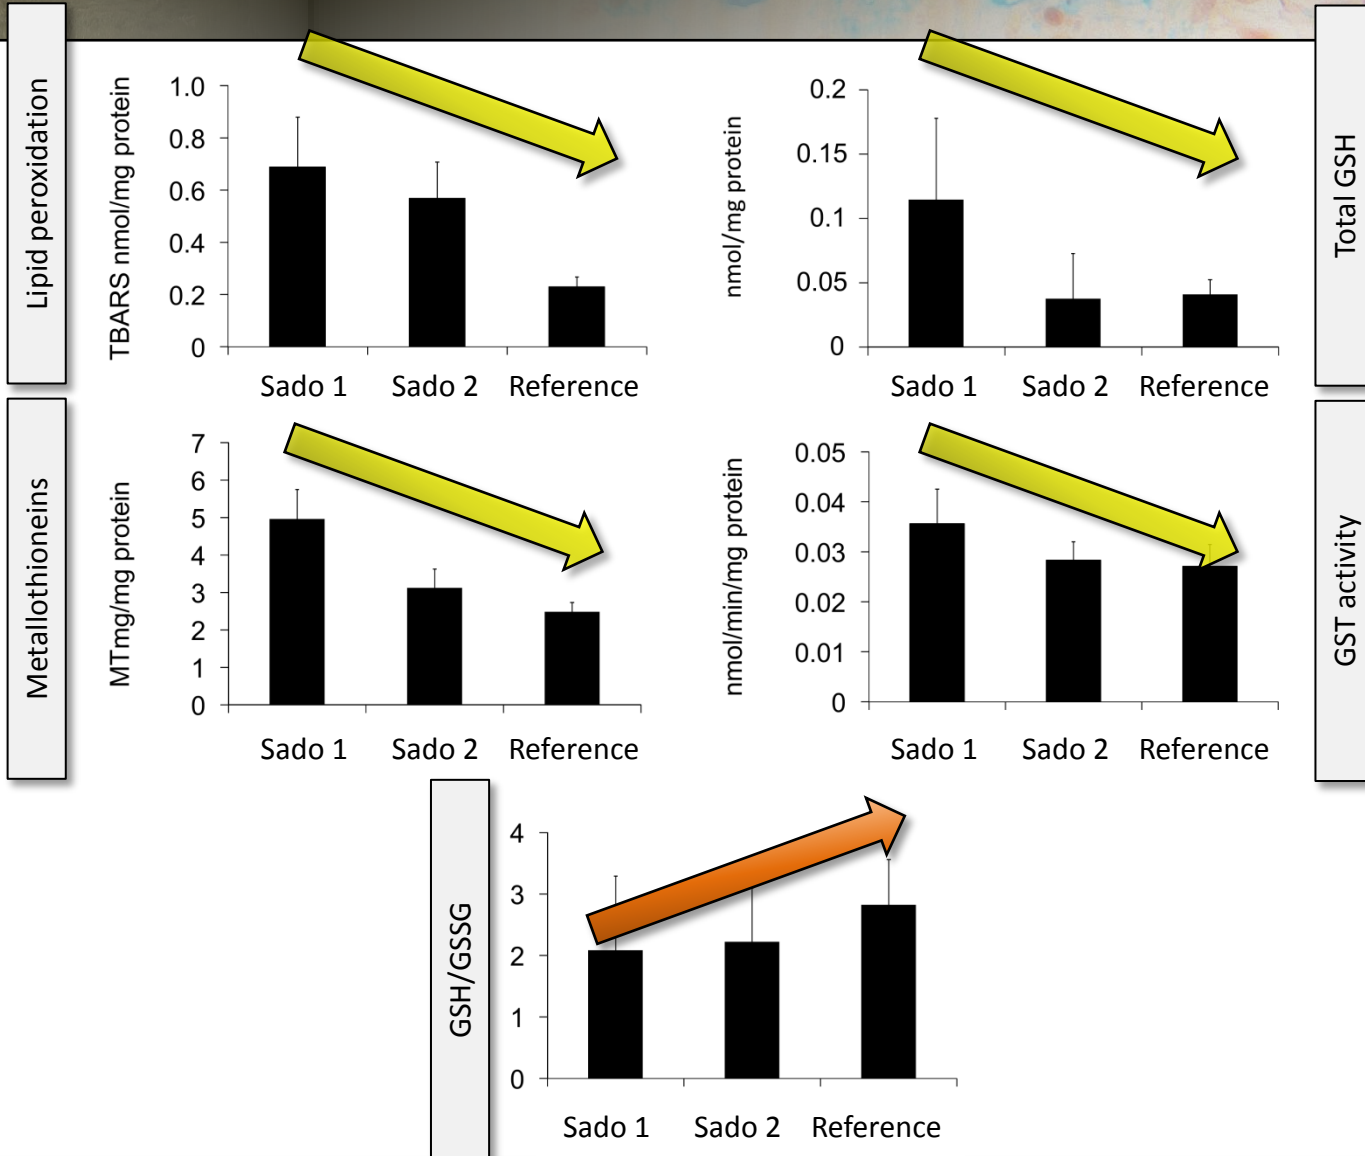 Lipid peroxidation
TBARS nmol/mg protein
1.0
0.8
0.6
0.4
0.2
0
Sado 1 Sado 2 Reference
nmol/mg protein
0.2
0.15
0.1
0.05
0
Sado 1 Sado 2 Reference
Total GSH
Metallothioneins
MTmg/mg protein
7
6
5
4
3
2
1
0
Sado 1 Sado 2 Reference
nmol/min/mg protein
0.05
0.04
0.03
0.02
0.01
0
Sado 1 Sado 2 Reference
GST activity
GSH/GSSG
4
3
2
1
0
Sado 1 Sado 2 Reference